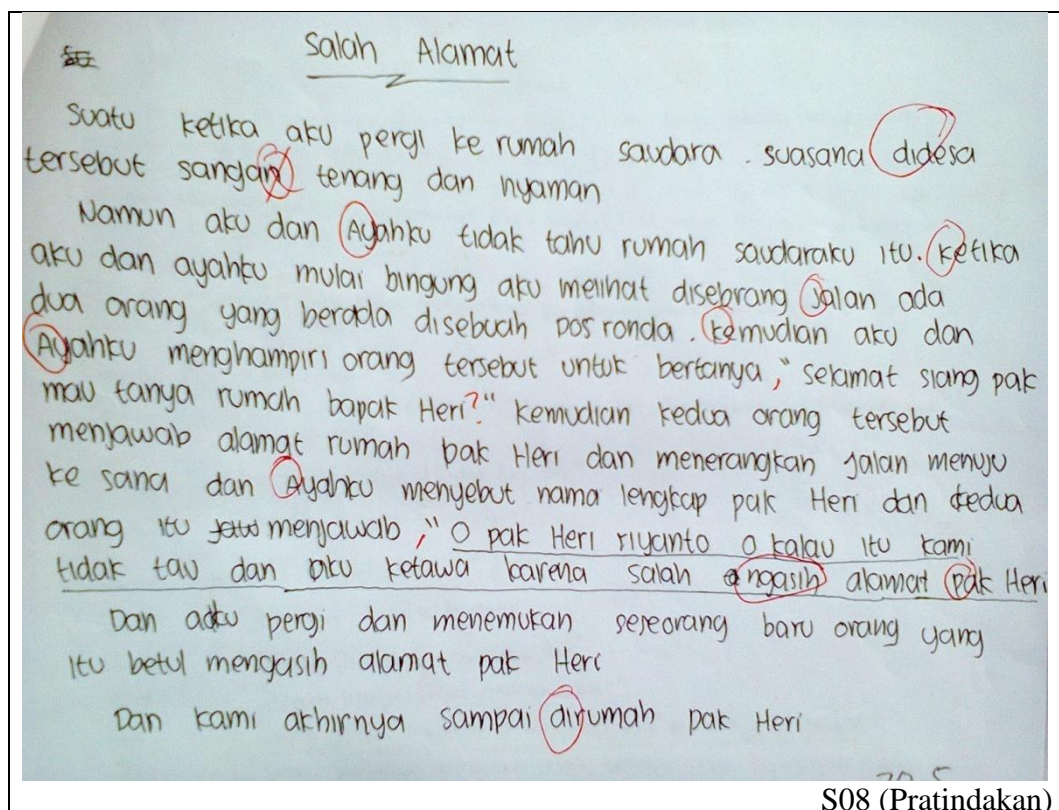 Salah Alamat
Suatu ketika aku pergi ke rumah saudara . suasana didesa
tersebut sangan tenang dan nyaman
Namun aku dan Ayahku tidak tahu rumah saudaraku itu. ketika
aku dan ayahku mulai bingung aku melihat disebrang Jalan ada
dua orang yang berada disebuah pos ronda . kemudian aku dan
Ayahku menghampiri orang tersebut untuk bertanya, "selamat siang pak
mau tanya rumah bapak Heri?" kemudian kedua orang tersebut
menjawab alamat rumah pak Heri dan menerangkan jalan menuju
ke sana dan Ayahku menyebut nama lengkap pak Heri dan kedua
orang itu menjawab, "O pak Heri riyanto o kalau itu kami
tidak tau dan aku ketawa karena salah ngasih alamat pak Heri
Dan aku pergi dan menemukan seseorang baru orang yang
itu betul mengasih alamat pak Heri
Dan kami akhirnya sampai dirumah pak Heri
S08 (Pratindakan)